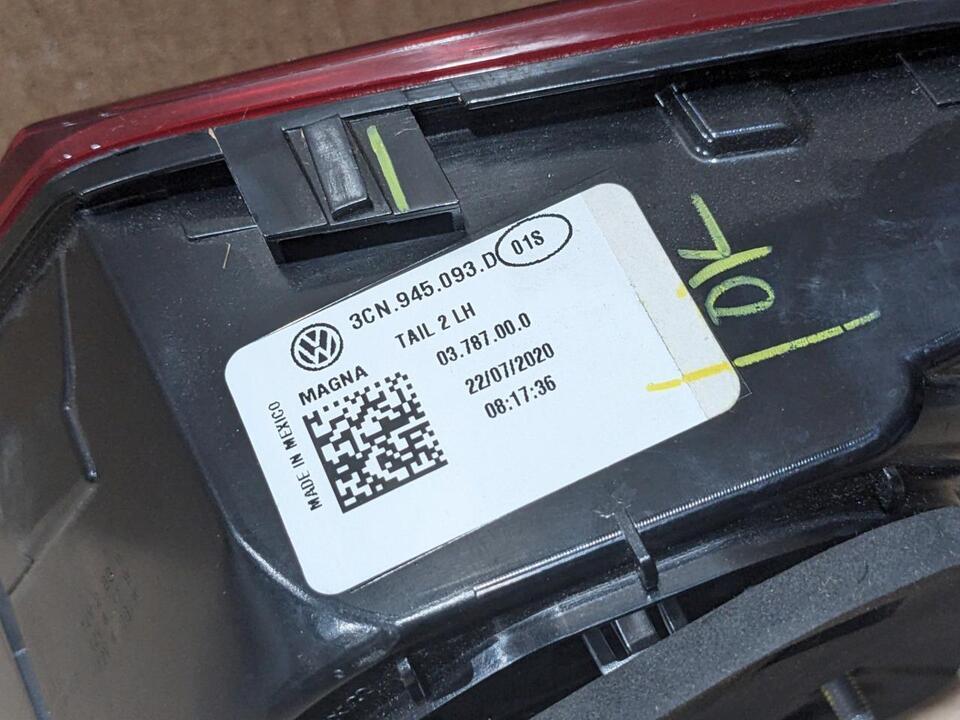 3CN.945.093.D 01S
TAIL 2 LH
03.787.00.0
22/07/2020
08:17:36
MAGNA
MADE IN MEXICO
OK